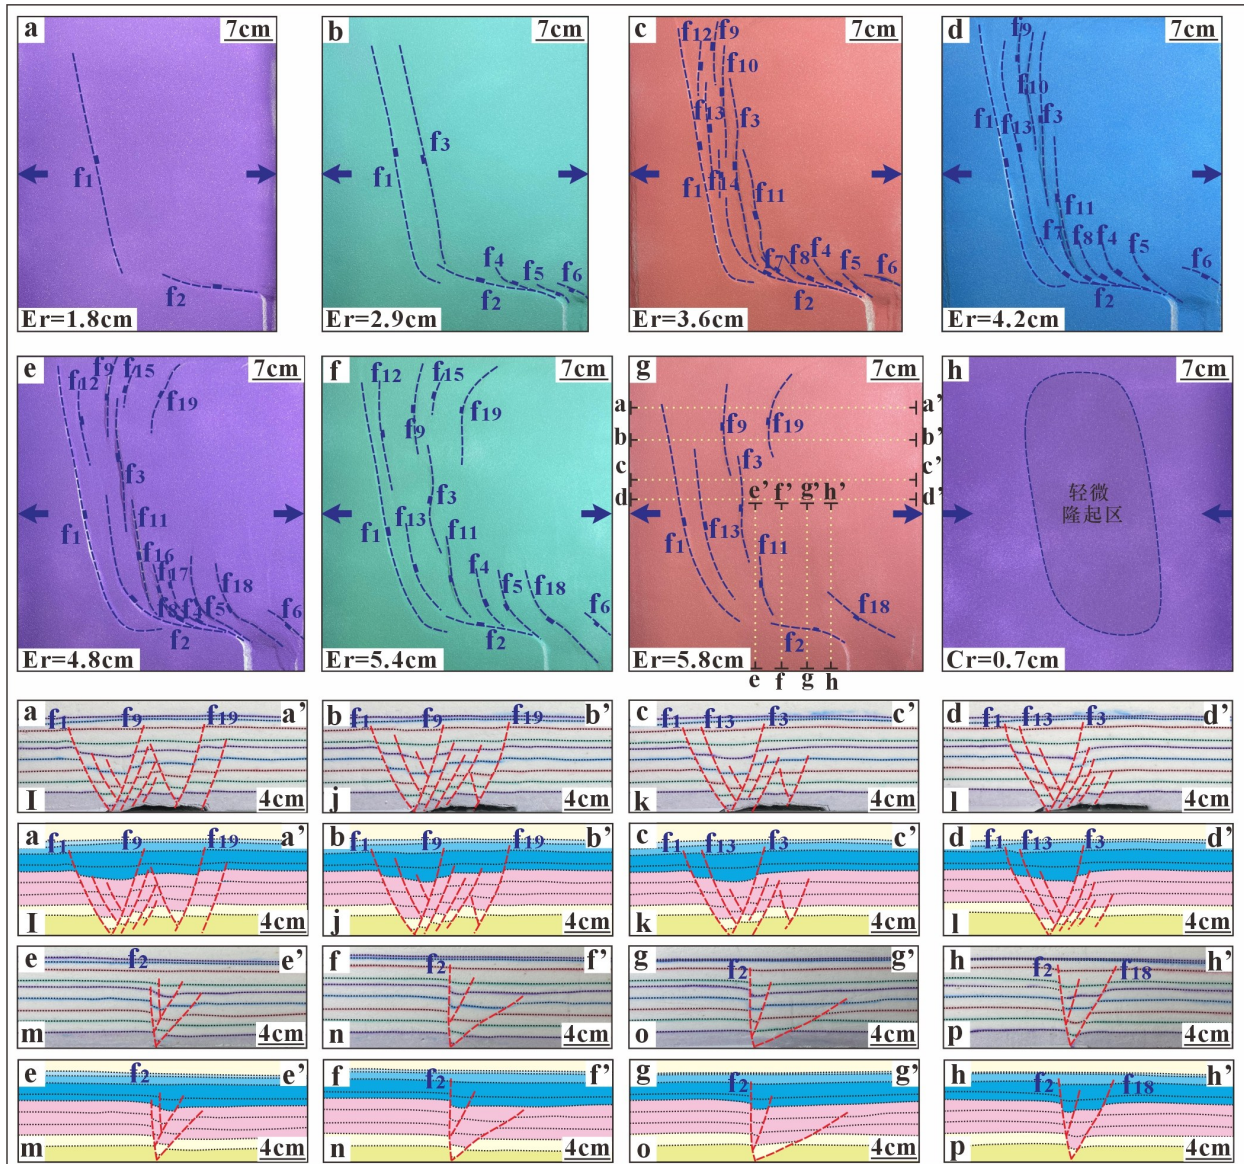 a
7cm
f1
f2
Er=1.8cm
b
7cm
f3
f1
f4
f5
f6
f2
Er=2.9cm
c
7cm
f12
f9
f10
f13
f3
f14
f1
f11
f7
f8
f4
f5
f6
f2
Er=3.6cm
d
7cm
f9
f10
f1
f13
f3
f11
f7
f8
f4
f5
f6
f2
Er=4.2cm
e
7cm
f12
f9
f15
f19
f3
f1
f11
f16
f17
f18
f8
f4
f5
f6
f2
Er=4.8cm
f
7cm
f12
f15
f19
f9
f3
f13
f1
f11
f4
f5
f18
f6
f2
Er=5.4cm
g
7cm
a
a'
b
b'
c
c'
d
d'
f9
f19
f3
e'
f'
g'
h'
f1
f13
f11
f18
f2
e
f
g
h
Er=5.8cm
h
7cm
轻微
隆起区
Cr=0.7cm
a
f1
f9
f19
a'
I
4cm
b
f1
f9
f19
b'
j
4cm
c
f1
f13
f3
c'
k
4cm
d
f1
f13
f3
d'
l
4cm
a
f1
f9
f19
a'
I
4cm
b
f1
f9
f19
b'
j
4cm
c
f1
f13
f3
c'
k
4cm
d
f1
f13
f3
d'
l
4cm
e
f2
e'
m
4cm
f
f2
f'
n
4cm
g
f2
g'
o
4cm
h
f2
f18
h'
p
4cm
e
f2
e'
m
4cm
f
f2
f'
n
4cm
g
f2
g'
o
4cm
h
f2
f18
h'
p
4cm